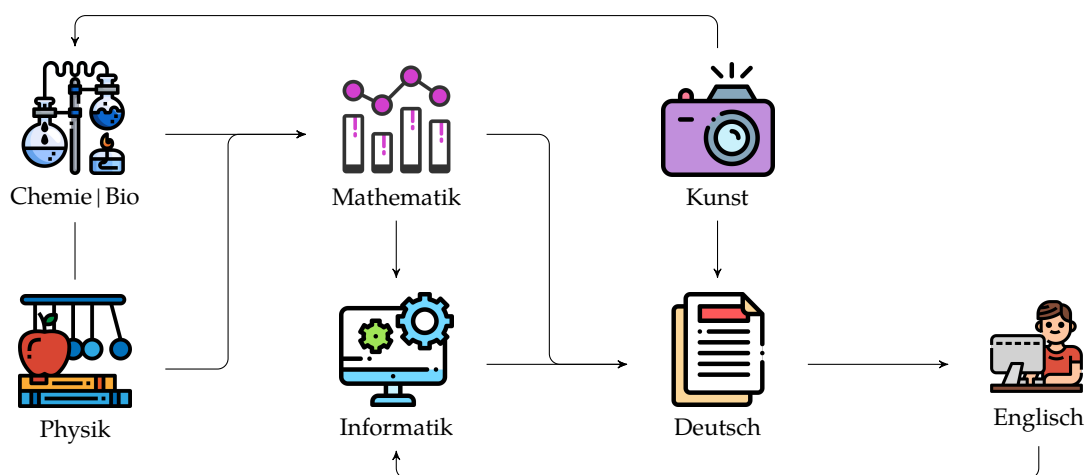 Chemie|Bio
Mathematik
Kunst
Physik
Informatik
Deutsch
Englisch